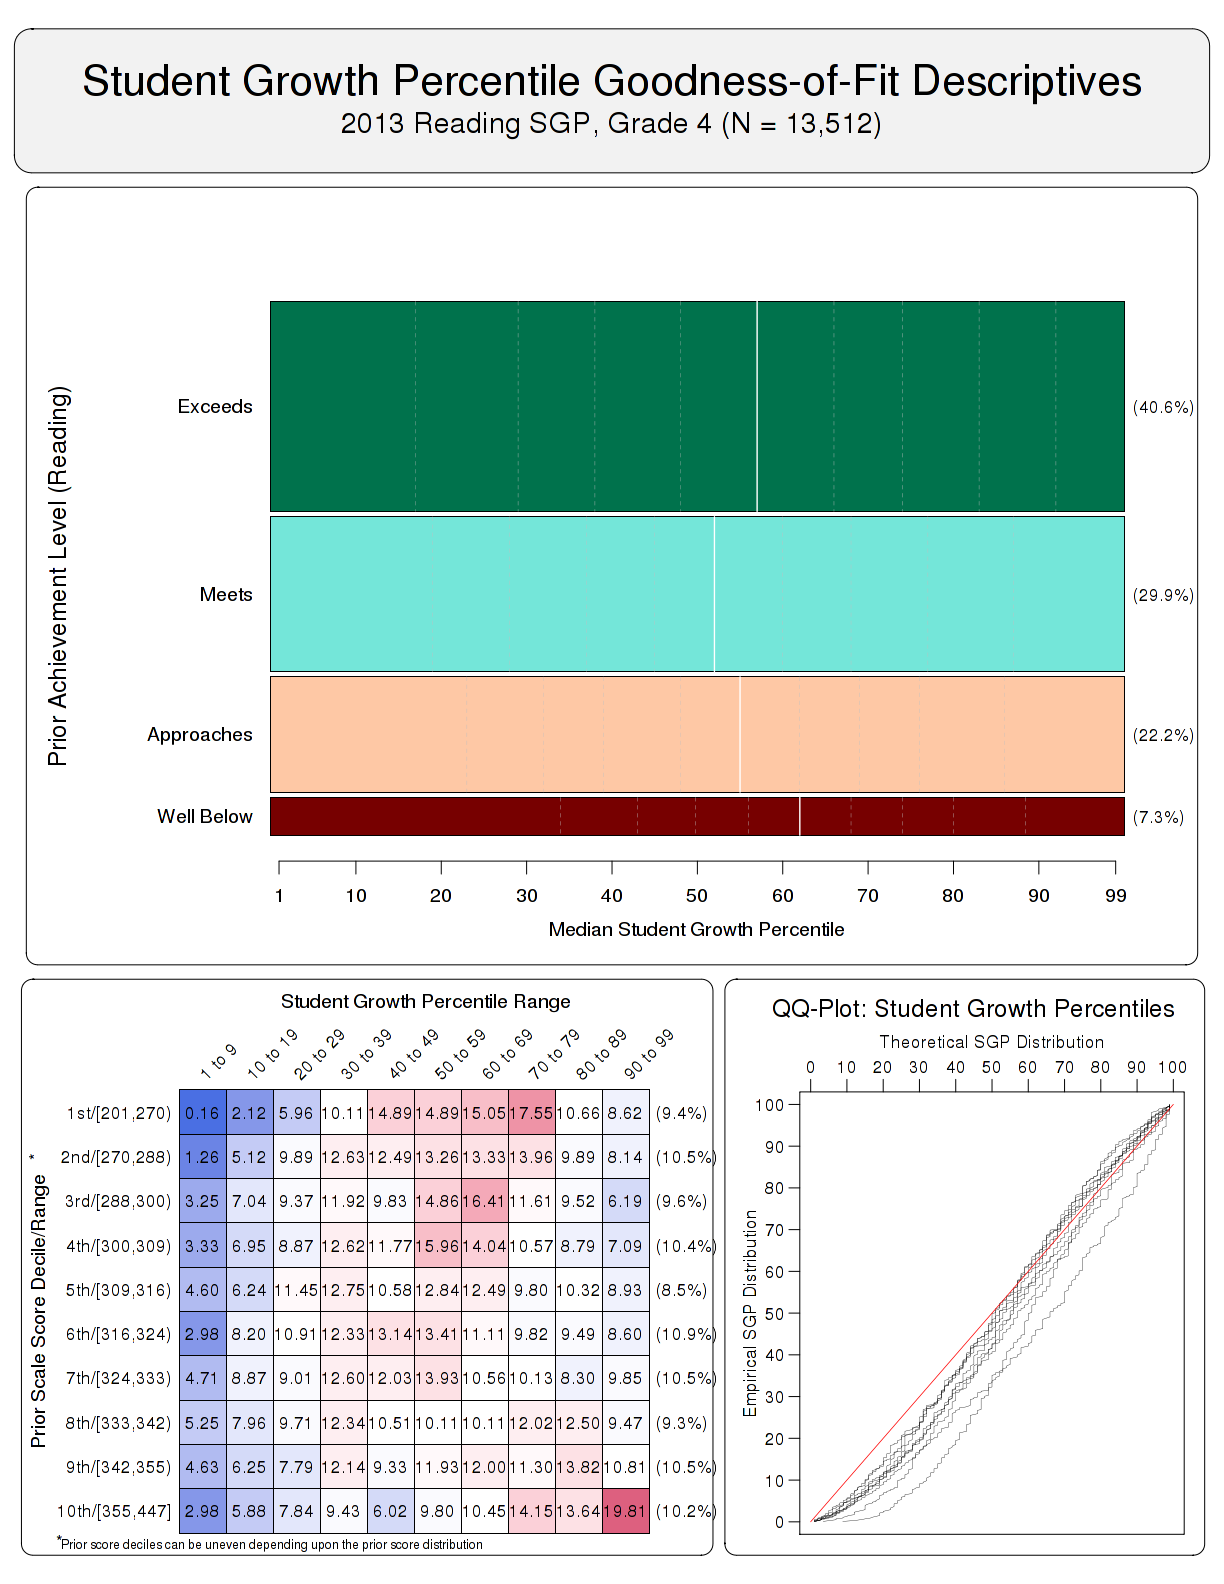 Student Growth Percentile Goodness-of-Fit Descriptives
2013 Reading SGP, Grade 4 (N = 13,512)
Prior Achievement Level (Reading)
Exceeds (40.6%)
Meets (29.9%)
Approaches (22.2%)
Well Below (7.3%)
1 10 20 30 40 50 60 70 80 90 99
Median Student Growth Percentile
Student Growth Percentile Range
1 to 9 10 to 19 20 to 29 30 to 39 40 to 49 50 to 59 60 to 69 70 to 79 80 to 89 90 to 99
Prior Scale Score Decile/Range *
1st/[201,270) 0.16 2.12 5.96 10.11 14.89 14.89 15.05 17.55 10.66 8.62 (9.4%)
2nd/[270,288) 1.26 5.12 9.89 12.63 12.49 13.26 13.33 13.96 9.89 8.14 (10.5%)
3rd/[288,300) 3.25 7.04 9.37 11.92 9.83 14.86 16.41 11.61 9.52 6.19 (9.6%)
4th/[300,309) 3.33 6.95 8.87 12.62 11.77 15.96 14.04 10.57 8.79 7.09 (10.4%)
5th/[309,316) 4.60 6.24 11.45 12.75 10.58 12.84 12.49 9.80 10.32 8.93 (8.5%)
6th/[316,324) 2.98 8.20 10.91 12.33 13.14 13.41 11.11 9.82 9.49 8.60 (10.9%)
7th/[324,333) 4.71 8.87 9.01 12.60 12.03 13.93 10.56 10.13 8.30 9.85 (10.5%)
8th/[333,342) 5.25 7.96 9.71 12.34 10.51 10.11 10.11 12.02 12.50 9.47 (9.3%)
9th/[342,355) 4.63 6.25 7.79 12.14 9.33 11.93 12.00 11.30 13.82 10.81 (10.5%)
10th/[355,447] 2.98 5.88 7.84 9.43 6.02 9.80 10.45 14.15 13.64 19.81 (10.2%)
*Prior score deciles can be uneven depending upon the prior score distribution
QQ-Plot: Student Growth Percentiles
Theoretical SGP Distribution
0 10 20 30 40 50 60 70 80 90 100
Empirical SGP Distribution
100
90
80
70
60
50
40
30
20
10
0